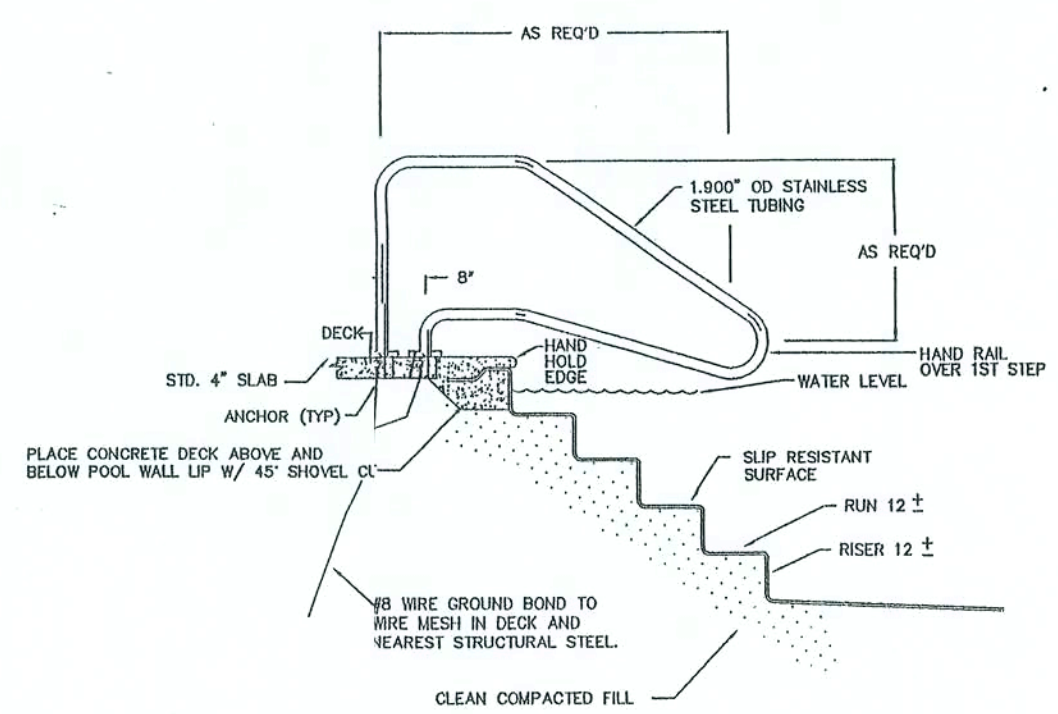 AS REQ'D
1.900" OD STAINLESS
STEEL TUBING
AS REQ'D
8"
DECK
HAND
HOLD
EDGE
HAND RAIL
OVER 1ST STEP
STD. 4" SLAB
WATER LEVEL
ANCHOR (TYP)
PLACE CONCRETE DECK ABOVE AND
BELOW POOL WALL LIP W/ 45° SHOVEL
SLIP RESISTANT
SURFACE
RUN 12 ±
RISER 12 ±
#8 WIRE GROUND BOND TO
WIRE MESH IN DECK AND
NEAREST STRUCTURAL STEEL.
CLEAN COMPACTED FILL